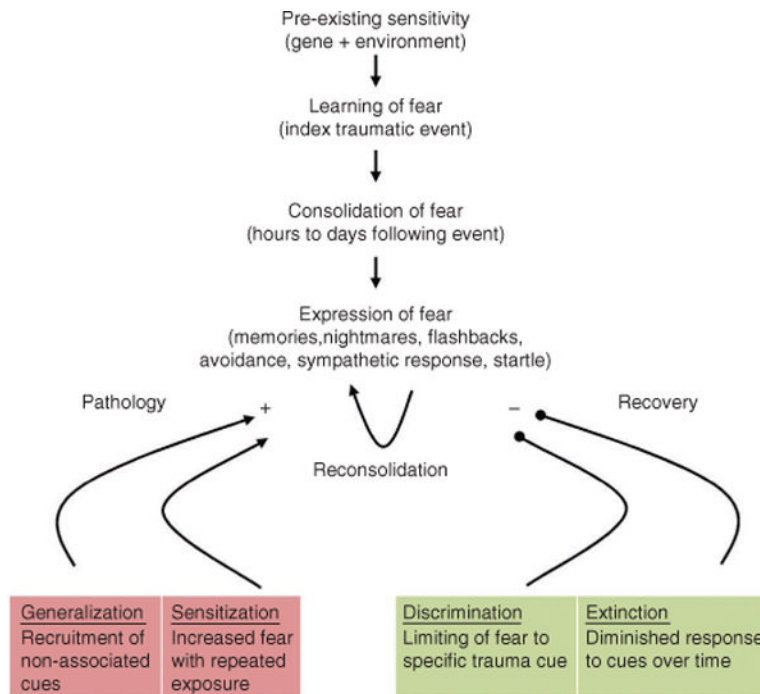 Pre-existing sensitivity
(gene + environment)
Learning of fear
(index traumatic event)
Consolidation of fear
(hours to days following event)
Expression of fear
(memories,nightmares, flashbacks,
avoidance, sympathetic response, startle)
Pathology
+
–
Recovery
Reconsolidation
Generalization
Recruitment of
non-associated
cues
Sensitization
Increased fear
with repeated
exposure
Discrimination
Limiting of fear to
specific trauma cue
Extinction
Diminished response
to cues over time